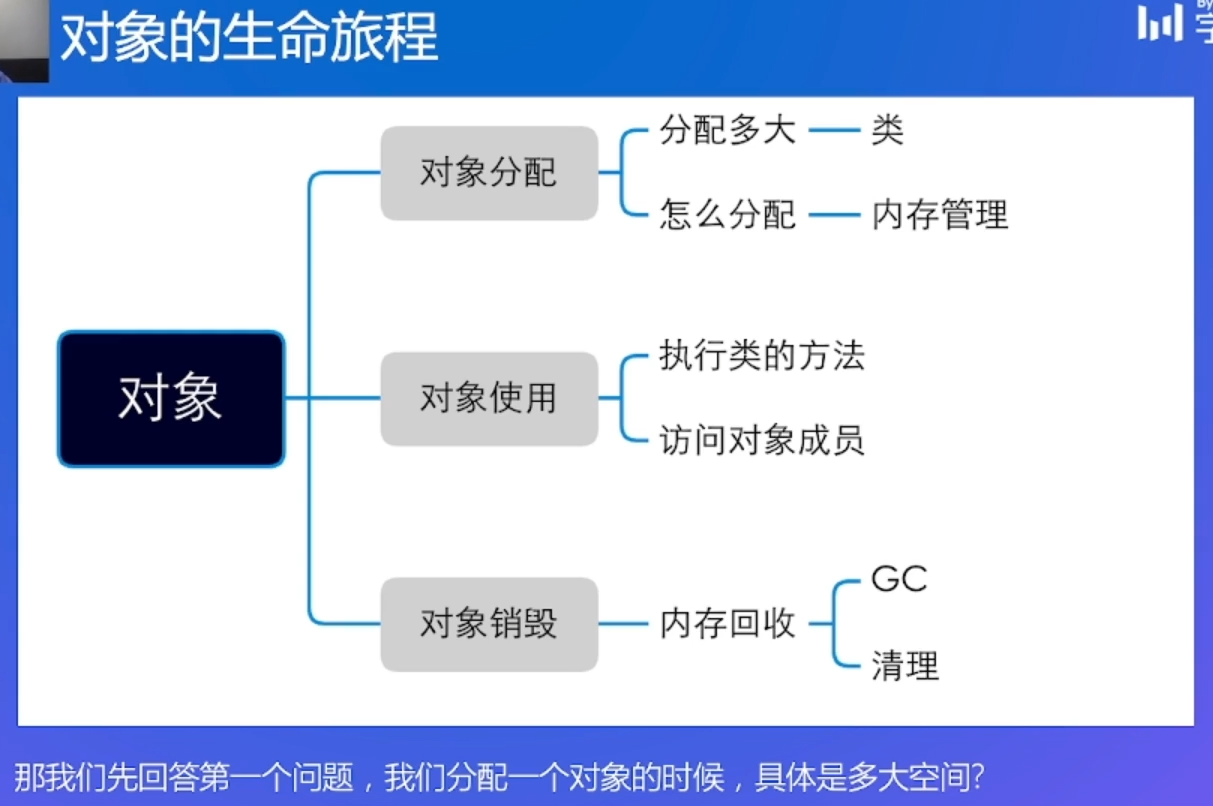 对象的生命旅程
分配多大
类
对象分配
怎么分配
内存管理
执行类的方法
对象
对象使用
访问对象成员
GC
对象销毁
内存回收
清理
那我们先回答第一个问题，我们分配一个对象的时候，具体是多大空间?